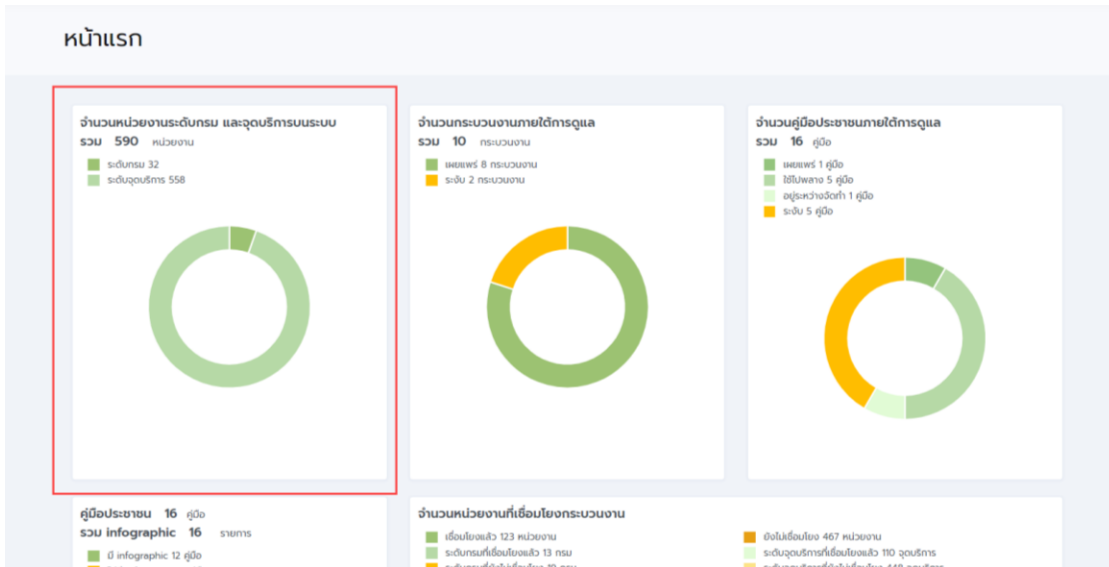 หน้าแรก
จำนวนหน่วยงานระดับกรม และจุดบริการบนระบบ
รวม 590 หน่วยงาน
ระดับกรม 32
ระดับจุดบริการ 558
จำนวนกระบวนงานภายใต้การดูแล
รวม 10 กระบวนงาน
เผยแพร่ 8 กระบวนงาน
ระงับ 2 กระบวนงาน
จำนวนคู่มือประชาชนภายใต้การดูแล
รวม 16 คู่มือ
เผยแพร่ 1 คู่มือ
ใช้ไปพลาง 5 คู่มือ
อยู่ระหว่างจัดทำ 1 คู่มือ
ระงับ 5 คู่มือ
คู่มือประชาชน 16 คู่มือ
รวม infographic 16 รายการ
มี infographic 12 คู่มือ
จำนวนหน่วยงานที่เชื่อมโยงกระบวนงาน
เชื่อมโยงแล้ว 123 หน่วยงาน
ระดับกรมที่เชื่อมโยงแล้ว 13 กรม
ยังไม่เชื่อมโยง 467 หน่วยงาน
ระดับจุดบริการที่เชื่อมโยงแล้ว 110 จุดบริการ